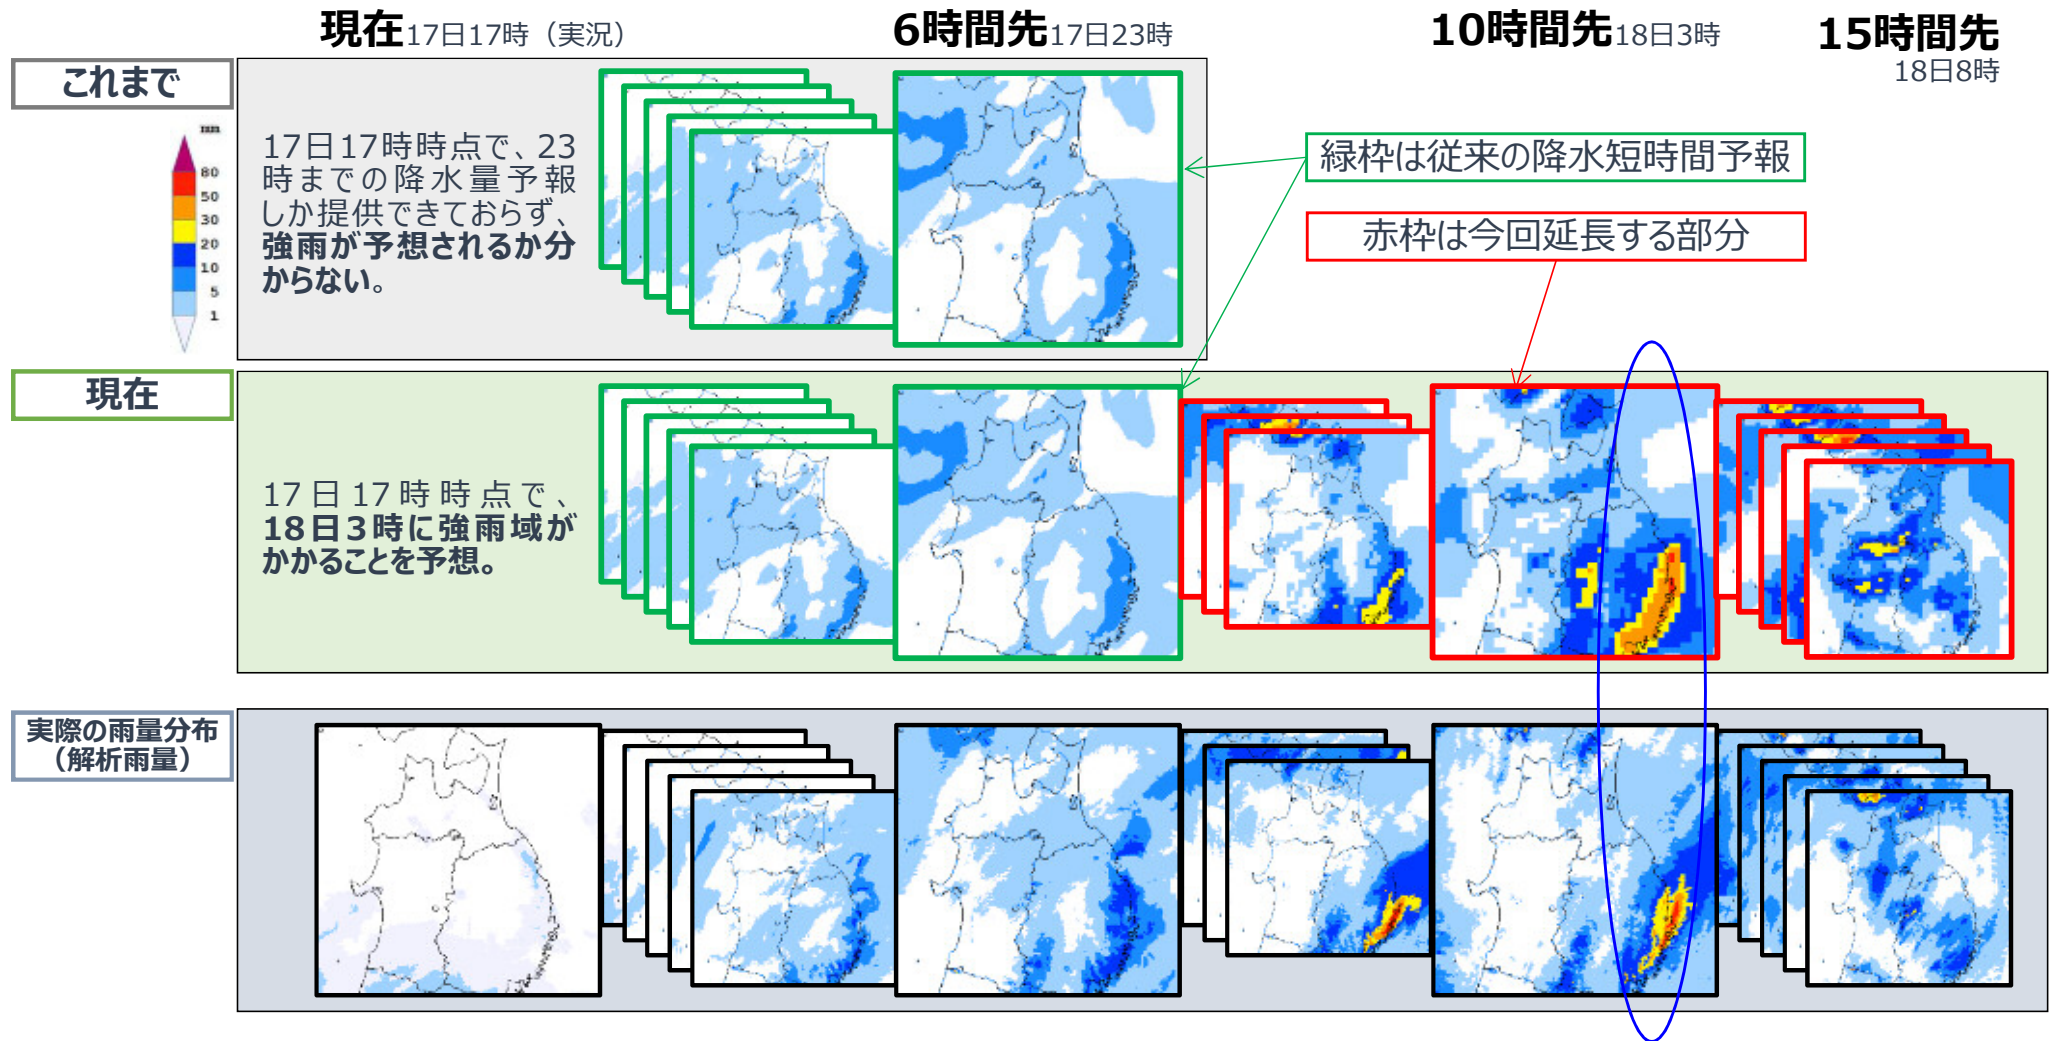 現在17日17時（実況）
6時間先17日23時
10時間先18日3時
15時間先
18日8時
これまで
mm
80
50
30
20
10
5
1
17日17時時点で、23
時までの降水量予報
しか提供できておらず、
強雨が予想されるか分
からない。
緑枠は従来の降水短時間予報
赤枠は今回延長する部分
現在
17日17時時点で、
18日3時に強雨域が
かかることを予想。
実際の雨量分布
（解析雨量）